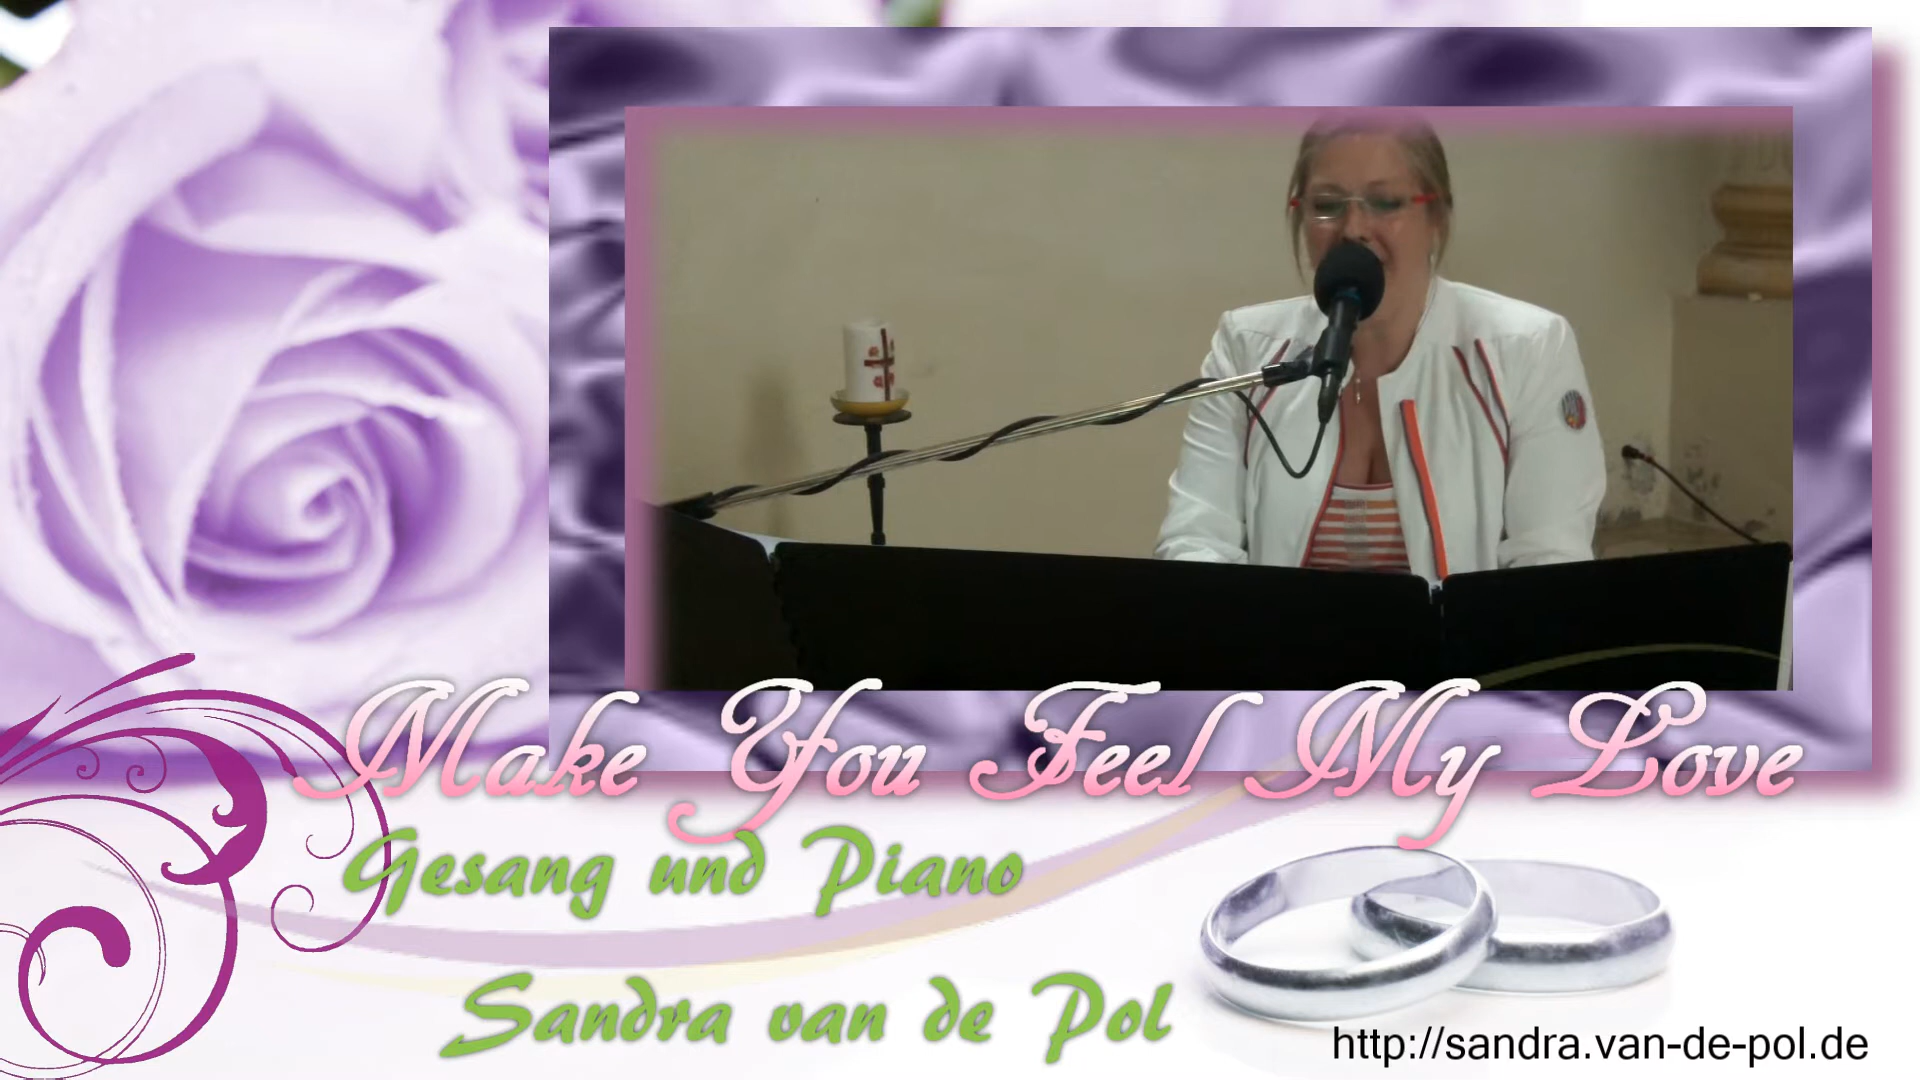 Make You Feel My Love
Gesang und Piano
Sandra van de Pol
http://sandra.van-de-pol.de